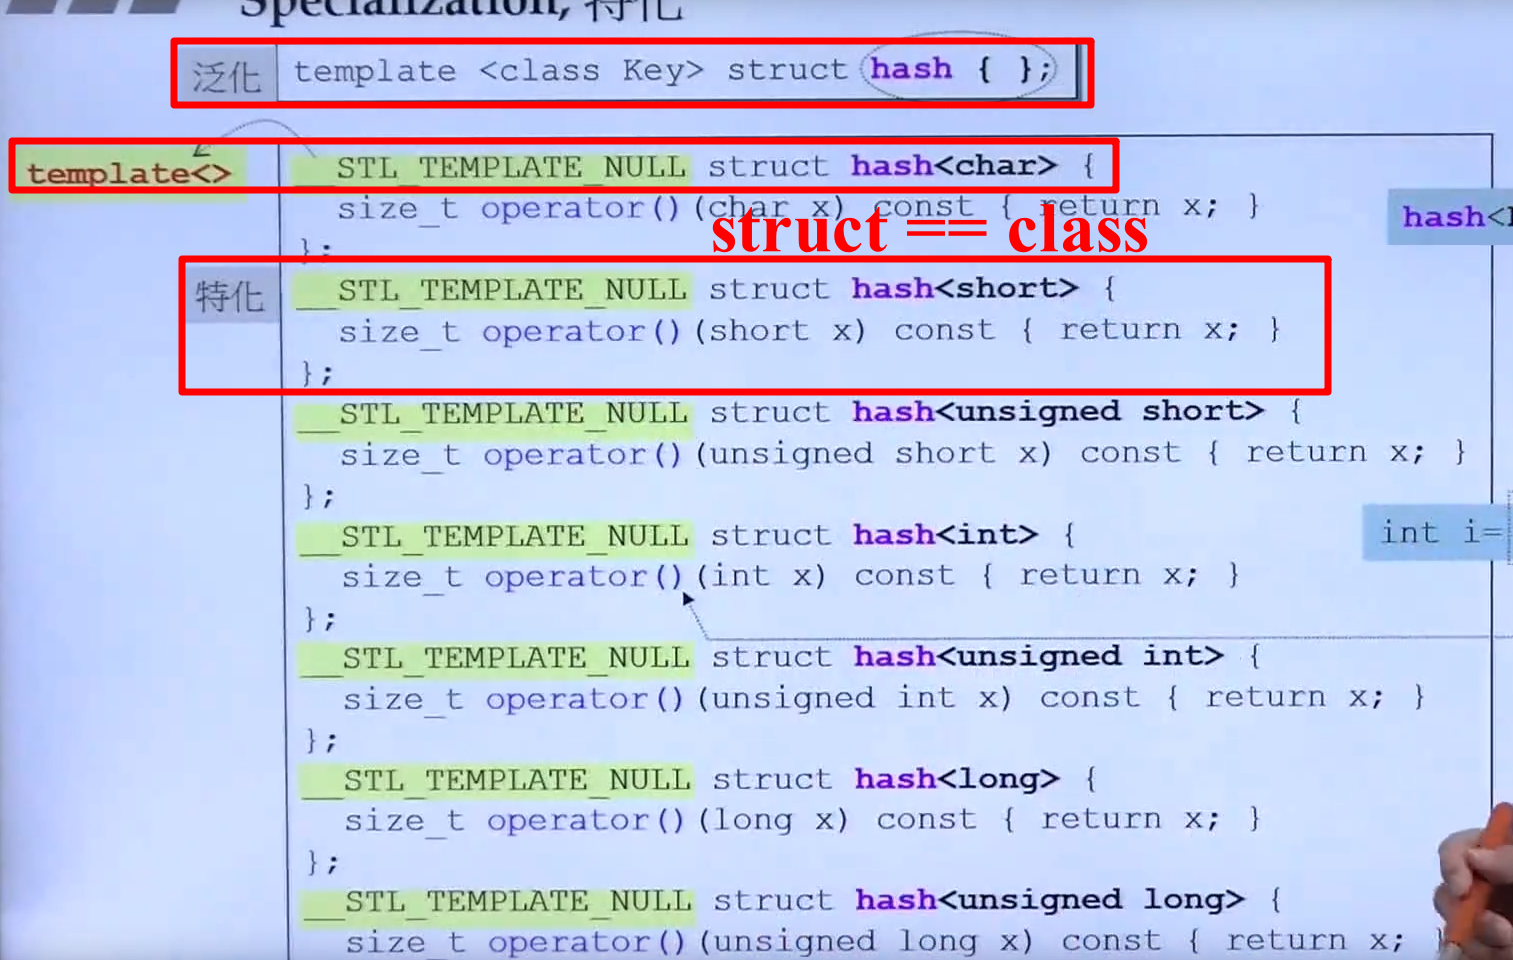 Specialization, 特化
泛化 template <class Key> struct hash { };
template<> __STL_TEMPLATE_NULL struct hash<char> {
size_t operator()(char x) const { return x; }
};
struct == class
hash<
特化 __STL_TEMPLATE_NULL struct hash<short> {
size_t operator()(short x) const { return x; }
};
__STL_TEMPLATE_NULL struct hash<unsigned short> {
size_t operator()(unsigned short x) const { return x; }
};
__STL_TEMPLATE_NULL struct hash<int> {
int i=
size_t operator()(int x) const { return x; }
};
__STL_TEMPLATE_NULL struct hash<unsigned int> {
size_t operator()(unsigned int x) const { return x; }
};
__STL_TEMPLATE_NULL struct hash<long> {
size_t operator()(long x) const { return x; }
};
__STL_TEMPLATE_NULL struct hash<unsigned long> {
size_t operator()(unsigned long x) const { return x; }